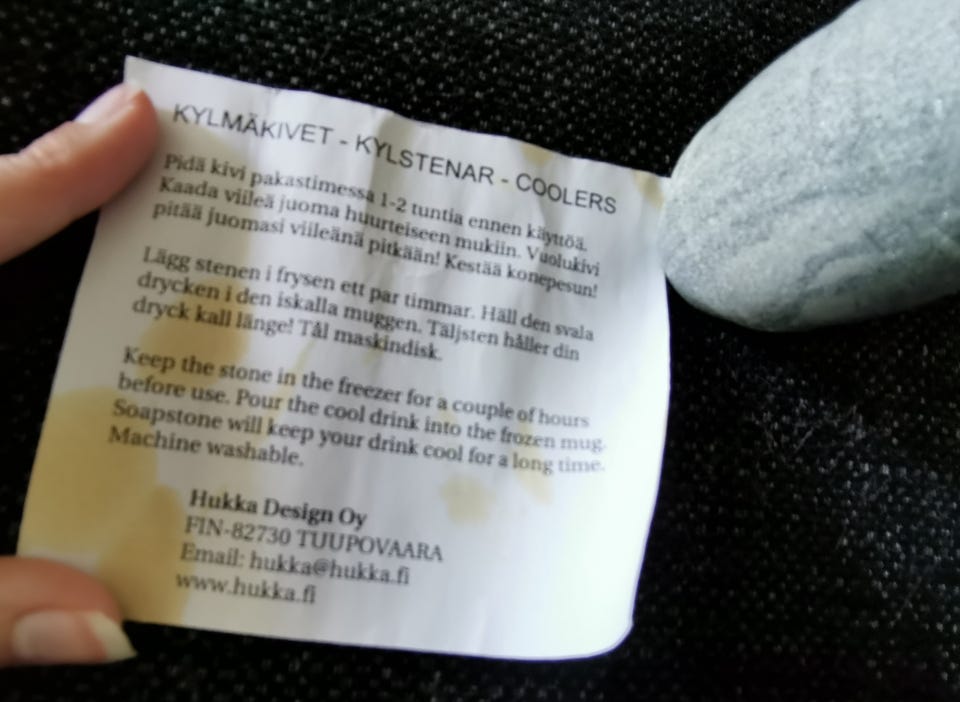 KYLMÄKIVET - KYLSTENAR - COOLERS
Pidä kivi pakastimessa 1-2 tuntia ennen käyttöä.
Kaada viileä juoma huurteiseen mukiin. Vuolukivi
pitää juomasi viileänä pitkään! Kestää konepesun!
Lägg stenen i frysen ett par timmar. Häll den svala
drycken i den iskalla muggen. Täljsten håller din
dryck kall länge! Tål maskindisk.
Keep the stone in the freezer for a couple of hours
before use. Pour the cool drink into the frozen mug.
Soapstone will keep your drink cool for a long time.
Machine washable.
Hukka Design Oy
FIN-82730 TUUPOVAARA
Email: hukka@hukka.fi
www.hukka.fi